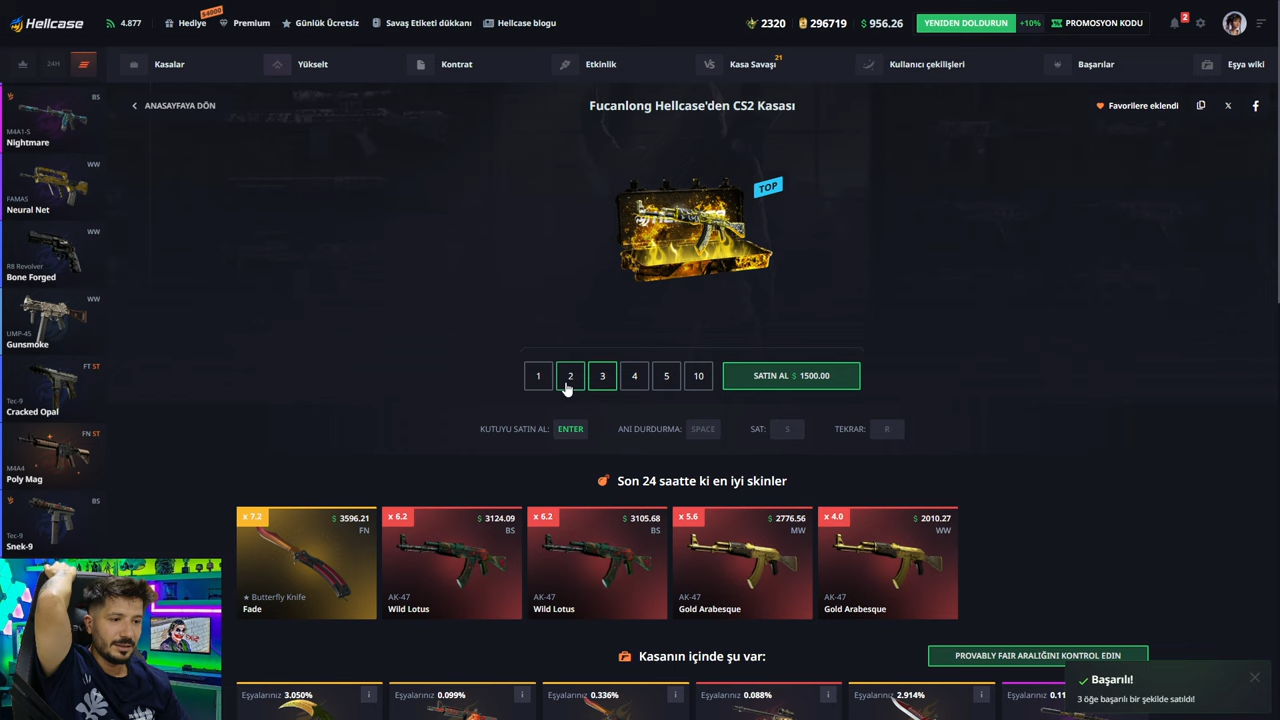 Hellcase
4.877
Hediye
$4000
Premium
Günlük Ücretsiz
Savaş Etiketi dükkanı
Hellcase blogu
2320
296719
$ 956.26
YENİDEN DOLDURUN
+10%
PROMOSYON KODU
2
24H
Kasalar
Yükselt
Kontrat
Etkinlik
VS
Kasa Savaşı
21
Kullanıcı çekilişleri
Başarılar
Eşya wiki
ANASAYFAYA DÖN
Fucanlong Hellcase'den CS2 Kasası
Favorilere eklendi
BS
M4A1-S
Nightmare
WW
FAMAS
Neural Net
WW
R8 Revolver
Bone Forged
WW
UMP-45
Gunsmoke
FT ST
Tec-9
Cracked Opal
FN ST
M4A4
Poly Mag
BS
Tec-9
Snek-9
TOP
1
2
3
4
5
10
SATIN AL $ 1500.00
KUTUYU SATIN AL: ENTER
ANI DURDURMA: SPACE
SAT: S
TEKRAR: R
Son 24 saatte ki en iyi skinler
x 7.2
$ 3596.21
FN
★ Butterfly Knife
Fade
x 6.2
$ 3124.09
BS
AK-47
Wild Lotus
x 6.2
$ 3105.68
BS
AK-47
Wild Lotus
x 5.6
$ 2776.56
MW
AK-47
Gold Arabesque
x 4.0
$ 2010.27
WW
AK-47
Gold Arabesque
Kasanın içinde şu var:
PROVABLY FAIR ARALIĞINI KONTROL EDIN
Eşyalarınız 3.050%
Eşyalarınız 0.099%
Eşyalarınız 0.336%
Eşyalarınız 0.088%
Eşyalarınız 2.914%
Eşyalarınız
Başarılı!
3 öğe başarılı bir şekilde satıldı!